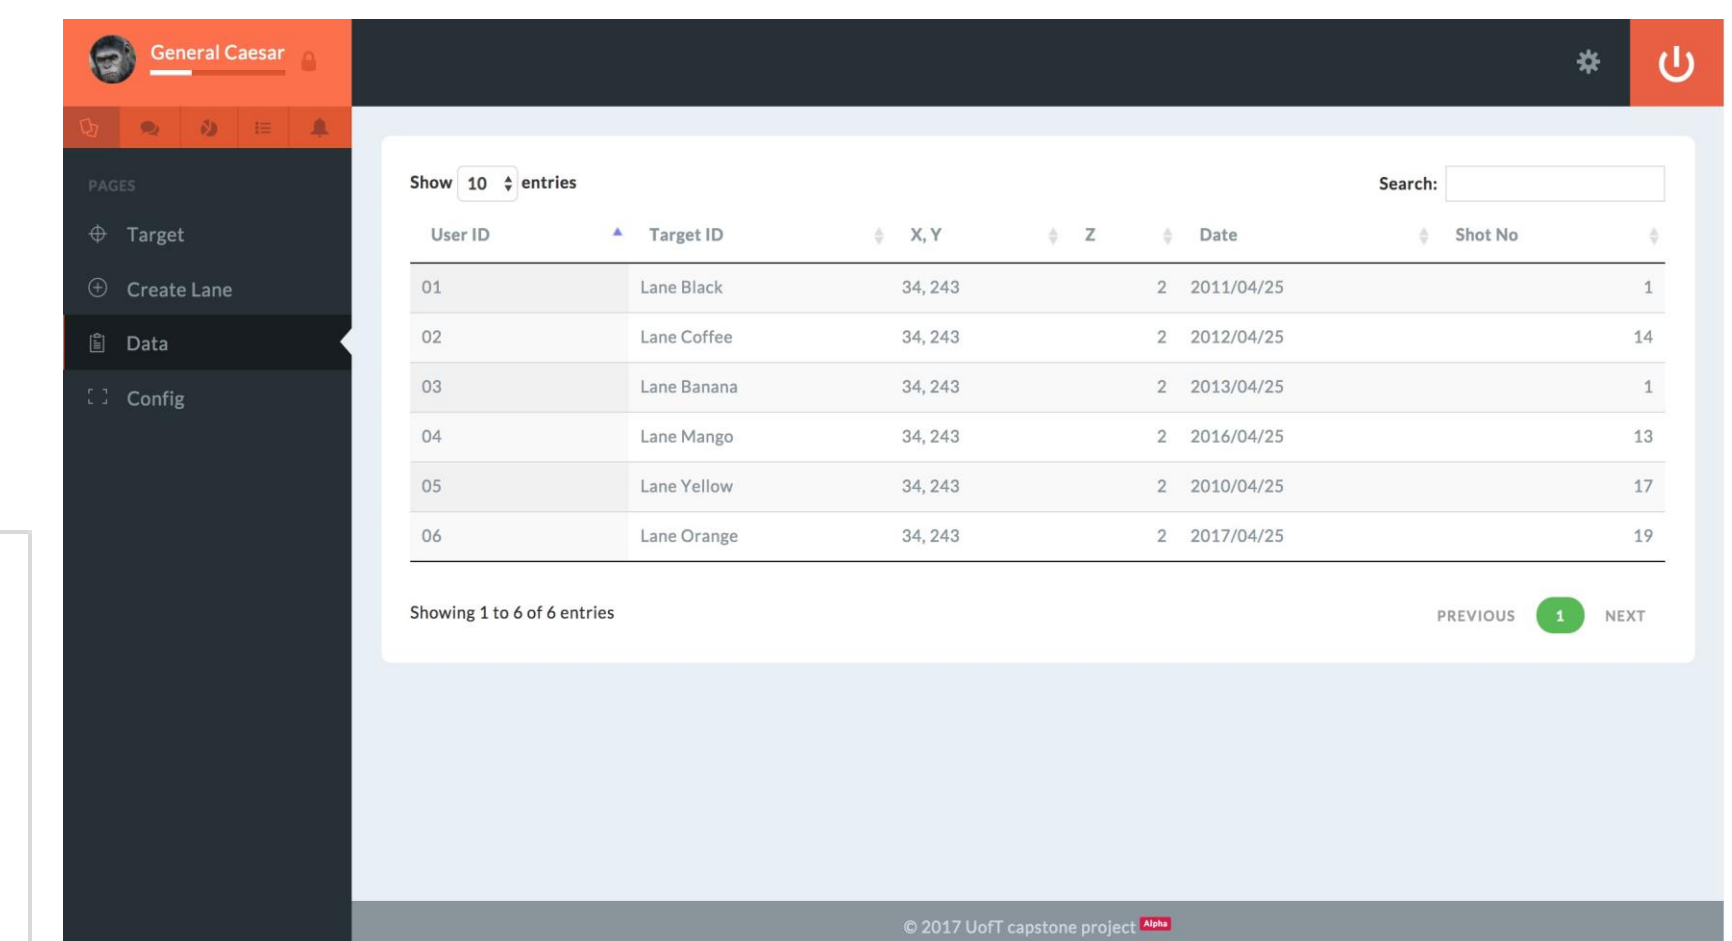 General Caesar
PAGES
Target
Create Lane
Data
Config
Show 10 entries
Search:
User ID Target ID X, Y Z Date Shot No
01 Lane Black 34, 243 2 2011/04/25 1
02 Lane Coffee 34, 243 2 2012/04/25 14
03 Lane Banana 34, 243 2 2013/04/25 1
04 Lane Mango 34, 243 2 2016/04/25 13
05 Lane Yellow 34, 243 2 2010/04/25 17
06 Lane Orange 34, 243 2 2017/04/25 19
Showing 1 to 6 of 6 entries
PREVIOUS 1 NEXT
© 2017 UofT capstone project Alpha